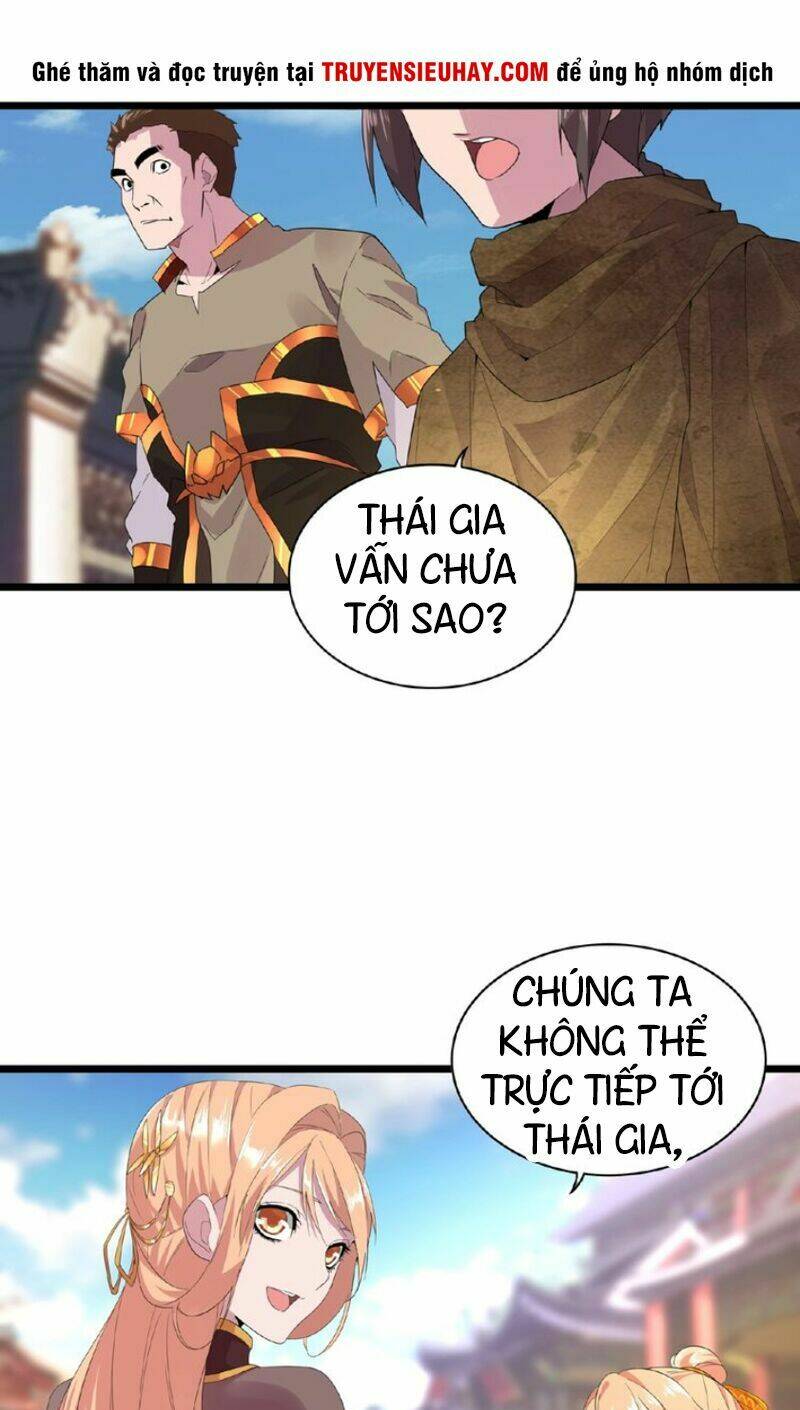 Ghé thăm và đọc truyện tại TRUYENSIEUHAY.COM để ủng hộ nhóm dịch
THÁI GIA
VẪN CHƯA
TỚI SAO?
CHÚNG TA
KHÔNG THỂ
TRỰC TIẾP TỚI
THÁI GIA,